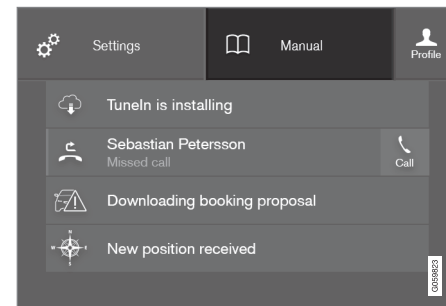 Settings
Manual
Profile
TuneIn is installing
Sebastian Petersson
Missed call
Call
Downloading booking proposal
New position received
G059823